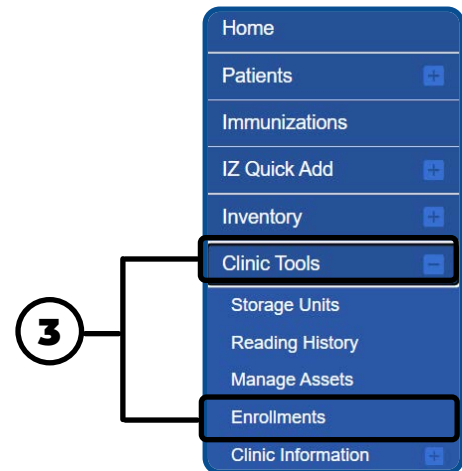 Home
Patients
Immunizations
IZ Quick Add
Inventory
Clinic Tools
Storage Units
Reading History
3
Manage Assets
Enrollments
Clinic Information